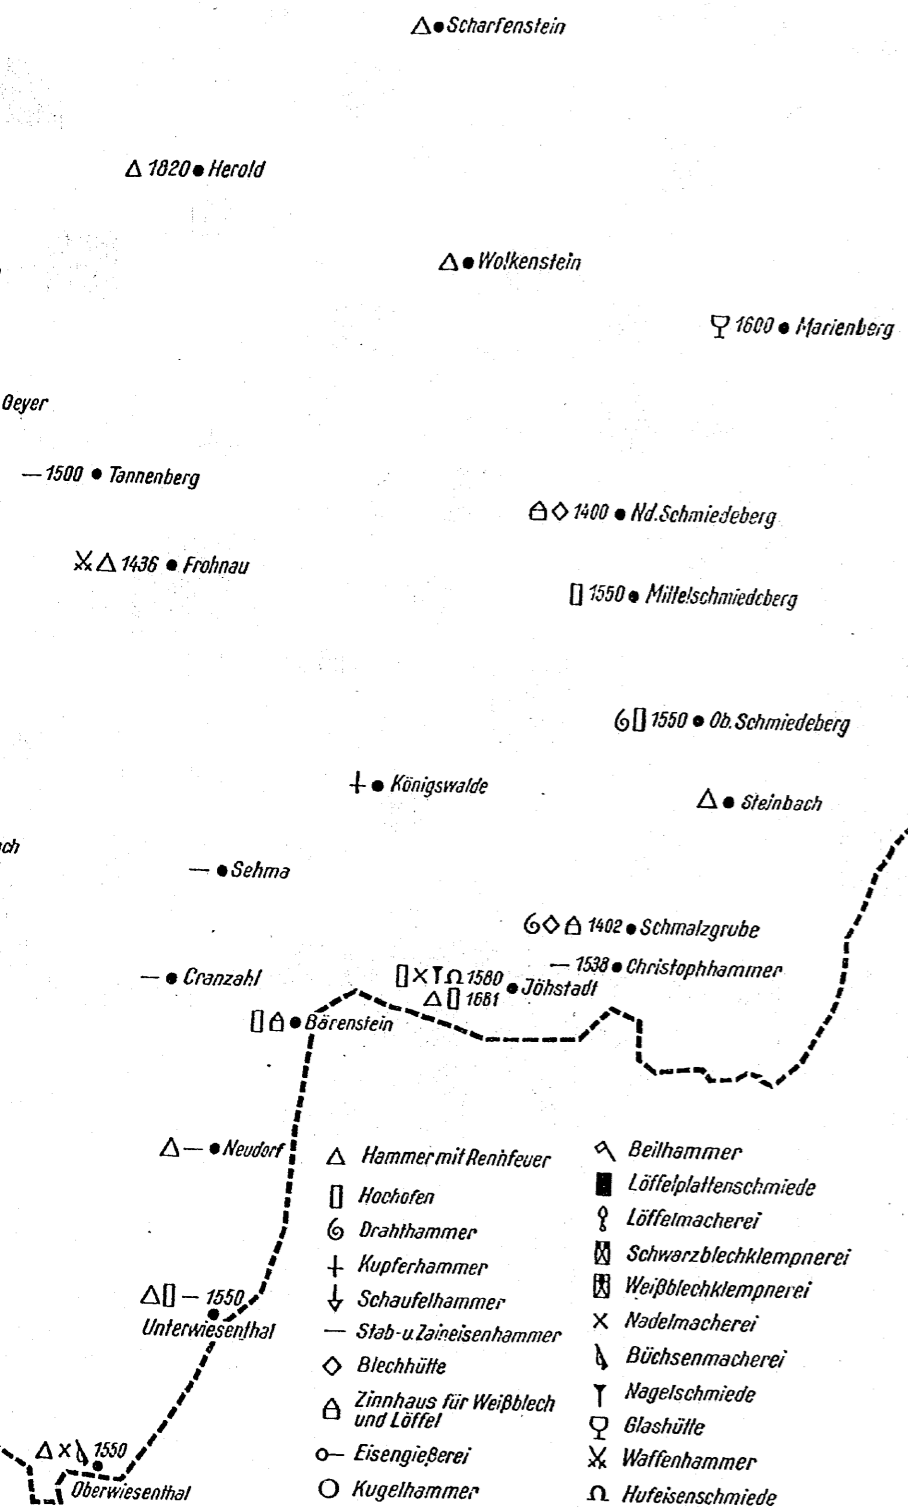 Scharfenstein
1820 Herold
Wolkenstein
1600 Marienberg
Geyer
1500 Tannenberg
1400 Nd. Schmiedeberg
1436 Frohnau
1550 Mittelschmiedeberg
1550 Ob. Schmiedeberg
Königswalde
Steinbach
ach
Sehma
1402 Schmalzgrube
1538 Christophhammer
Cranzahl
1580
1681
Jöhstadt
Bärenstein
Neudorf
1550
Unterwiesenthal
1550
Oberwiesenthal
Hammer mit Rennfeuer
Hochofen
Drahthammer
Kupferhammer
Schaufelhammer
Stab- u. Zaineisenhammer
Blechhütte
Zinnhaus für Weißblech
und Löffel
Eisengießerei
Kugelhammer
Beilhammer
Löffelplattenschmiede
Löffelmacherei
Schwarzblechklempnerei
Weißblechklempnerei
Nadelmacherei
Büchsenmacherei
Nagelschmiede
Glashütte
Waffenhammer
Hufeisenschmiede